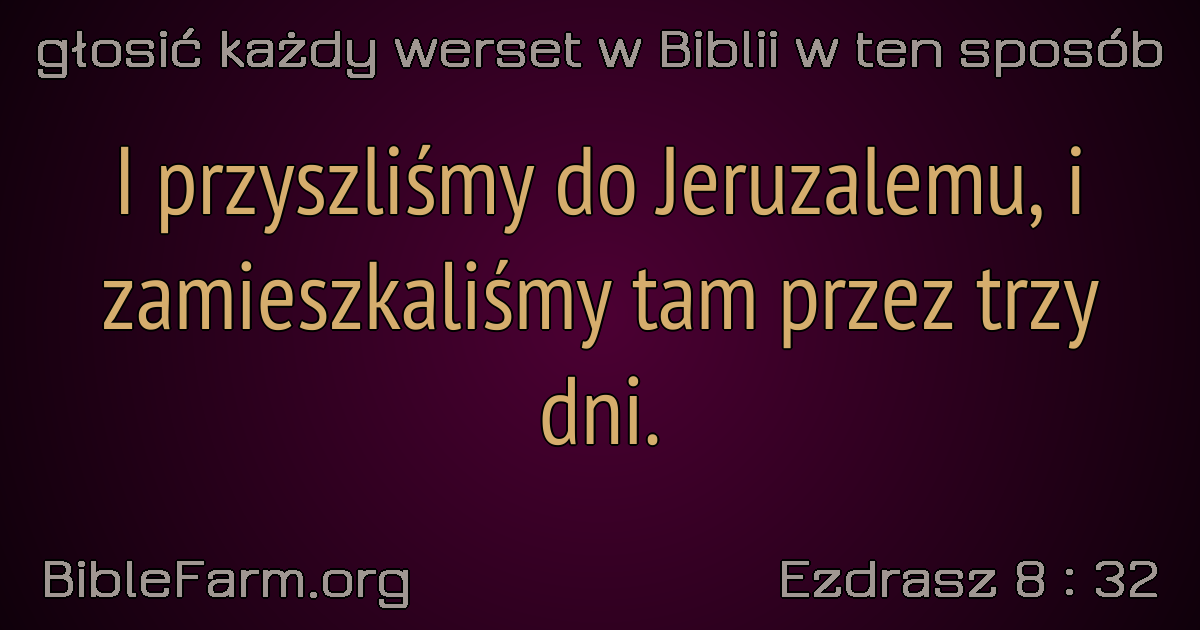 głosić każdy werset w Biblii w ten sposób
I przyszliśmy do Jeruzalemu, i
zamieszkaliśmy tam przez trzy
dni.
BibleFarm.org
Ezdrasz 8 : 32